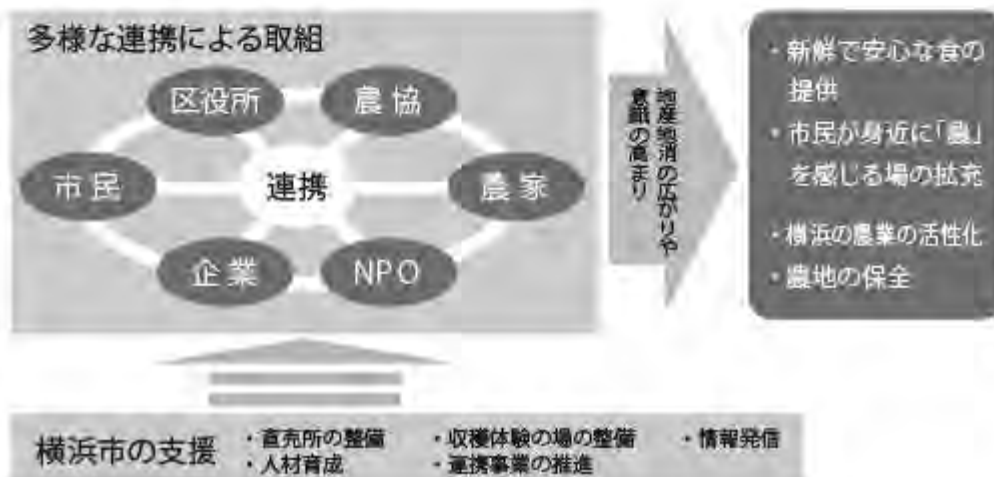 多様な連携による取組
区役所
農協
市民
連携
農家
企業
NPO
地産地消の広がりや
意識の高まり
・新鮮で安心な食の
提供
・市民が身近に「農」
を感じる場の拡充
・横浜の農業の活性化
・農地の保全
横浜市の支援
・直売所の整備
・収穫体験の場の整備
・情報発信
・人材育成
・連携事業の推進